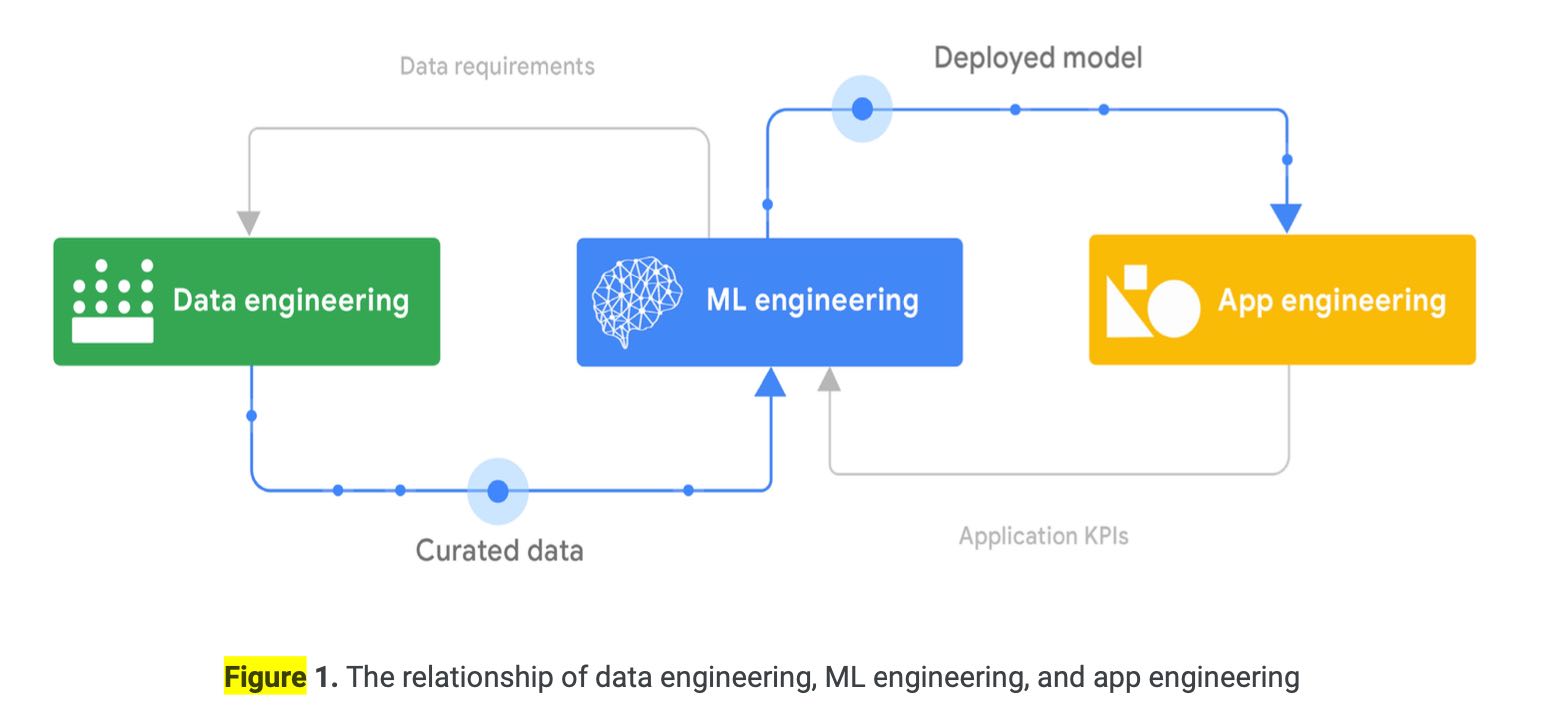 Deployed model
Data requirements
Data engineering
ML engineering
App engineering
Curated data
Application KPIs
Figure 1. The relationship of data engineering, ML engineering, and app engineering